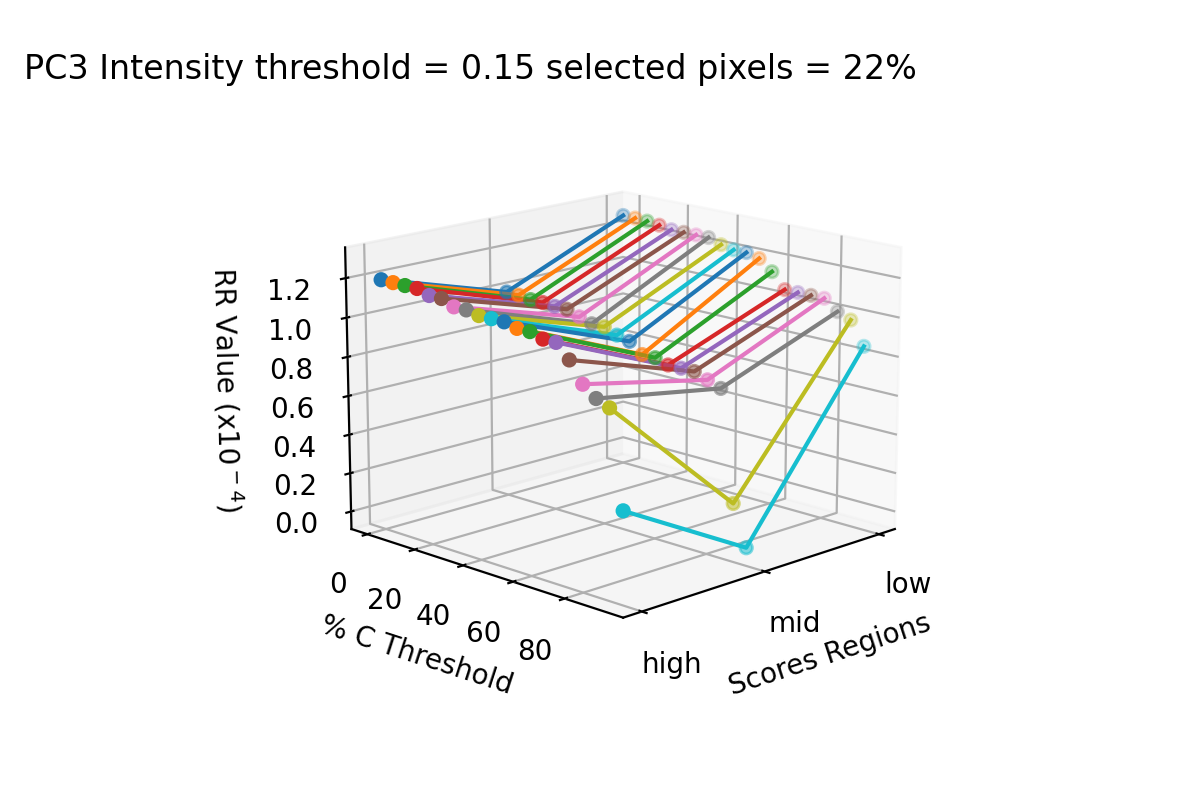 PC3 Intensity threshold = 0.15 selected pixels = 22%
RR Value (x10⁻⁴)
1.2
1.0
0.8
0.6
0.4
0.2
0.0
0
20
40
60
80
% C Threshold
high
mid
low
Scores Regions